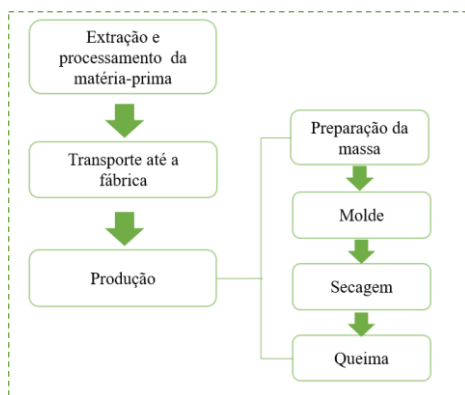 Extração e
processamento da
matéria-prima
Transporte até a
fábrica
Produção
Preparação da
massa
Molde
Secagem
Queima